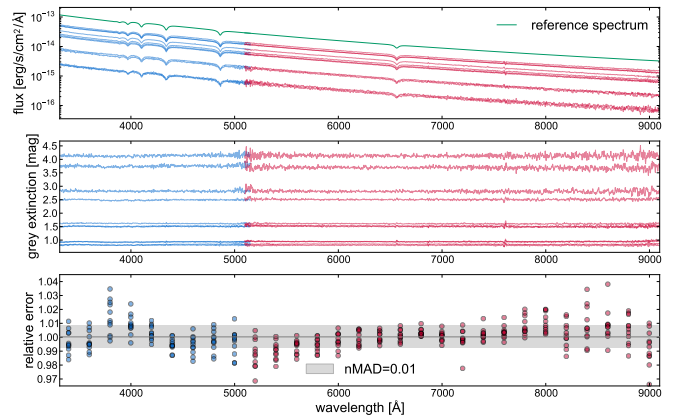 10⁻¹³
10⁻¹⁴
10⁻¹⁵
10⁻¹⁶
flux [erg/s/cm²/Å]
reference spectrum
4000 5000 6000 7000 8000 9000
4.5
4.0
3.5
3.0
2.5
2.0
1.5
1.0
grey extinction [mag]
4000 5000 6000 7000 8000 9000
1.04
1.03
1.02
1.01
1.00
0.99
0.98
0.97
relative error
nMAD=0.01
4000 5000 6000 7000 8000 9000
wavelength [Å]